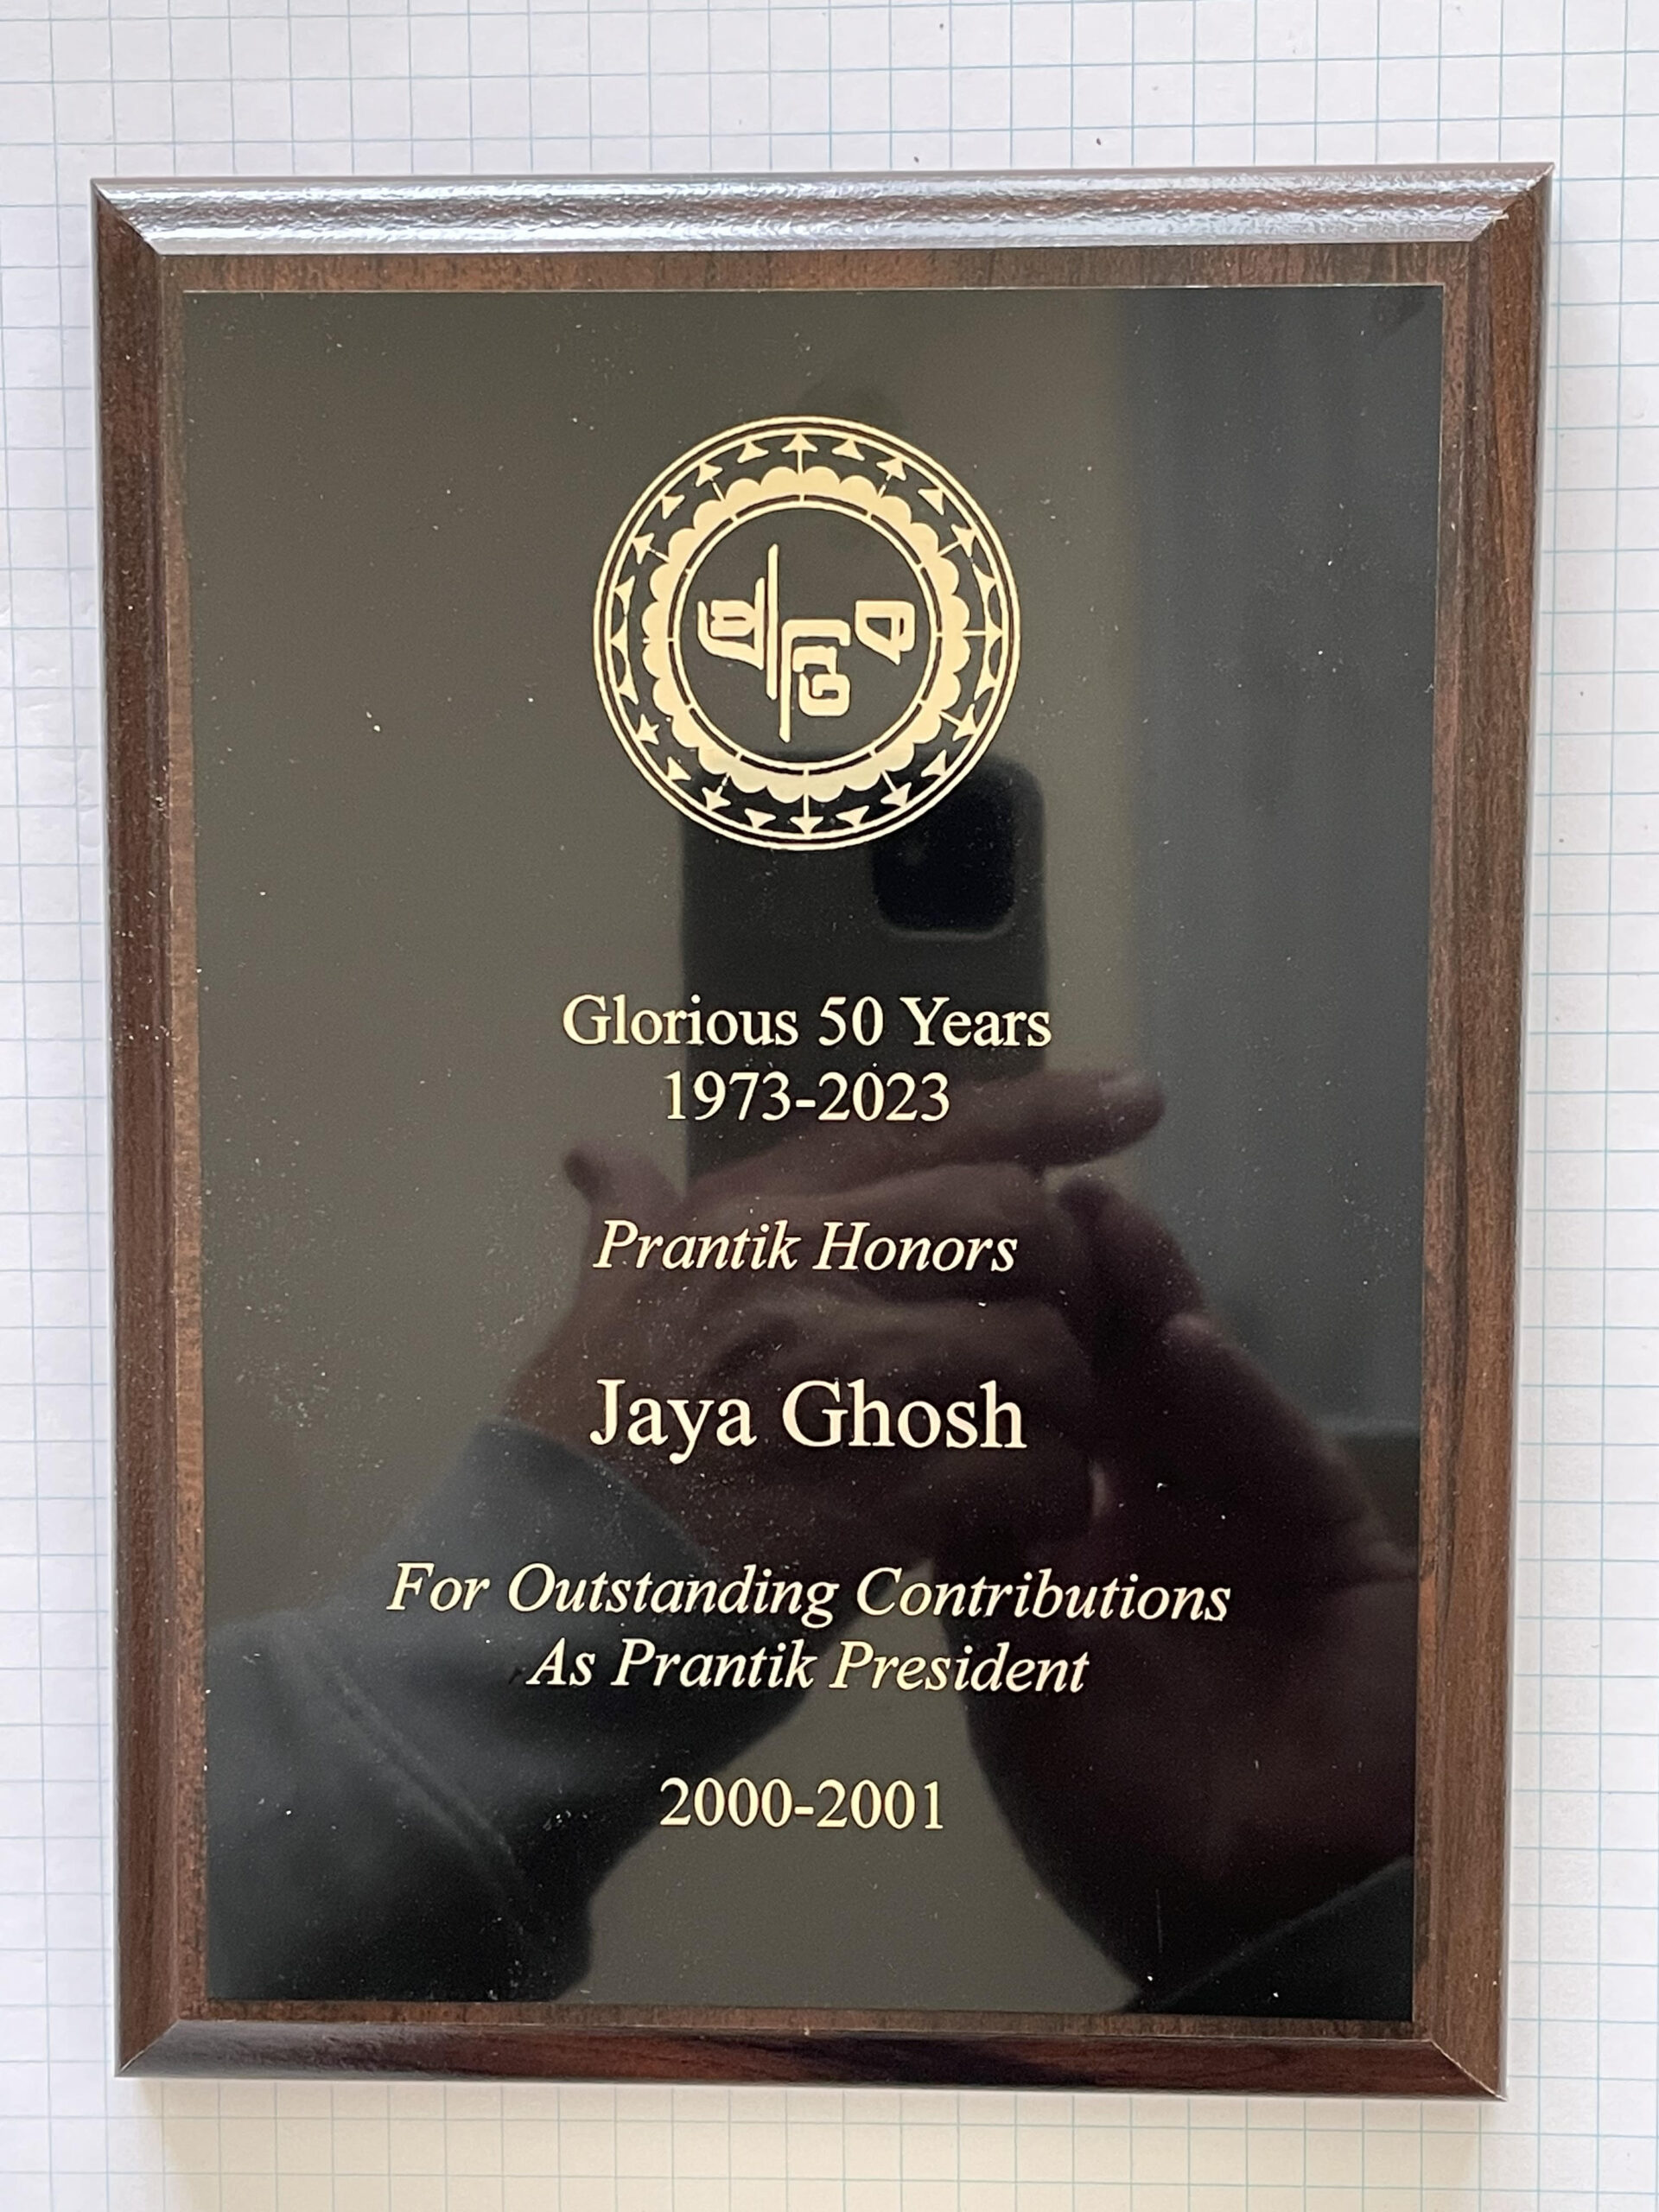 Glorious 50 Years
1973-2023
Prantik Honors
Jaya Ghosh
For Outstanding Contributions
As Prantik President
2000-2001